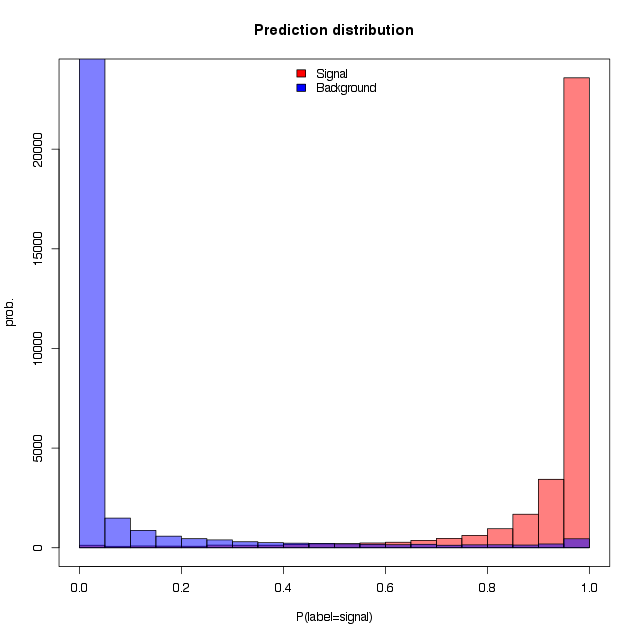 Prediction distribution
Signal
Background
20000
15000
10000
5000
0
prob.
0.0 0.2 0.4 0.6 0.8 1.0
P(label=signal)